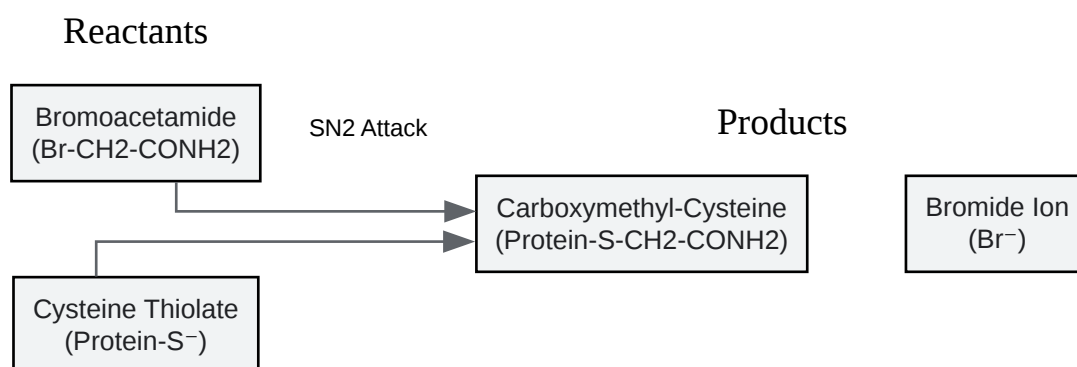 Reactants
Bromoacetamide
(Br-CH2-CONH2)
SN2 Attack
Products
Carboxymethyl-Cysteine
(Protein-S-CH2-CONH2)
Bromide Ion
(Br⁻)
Cysteine Thiolate
(Protein-S⁻)